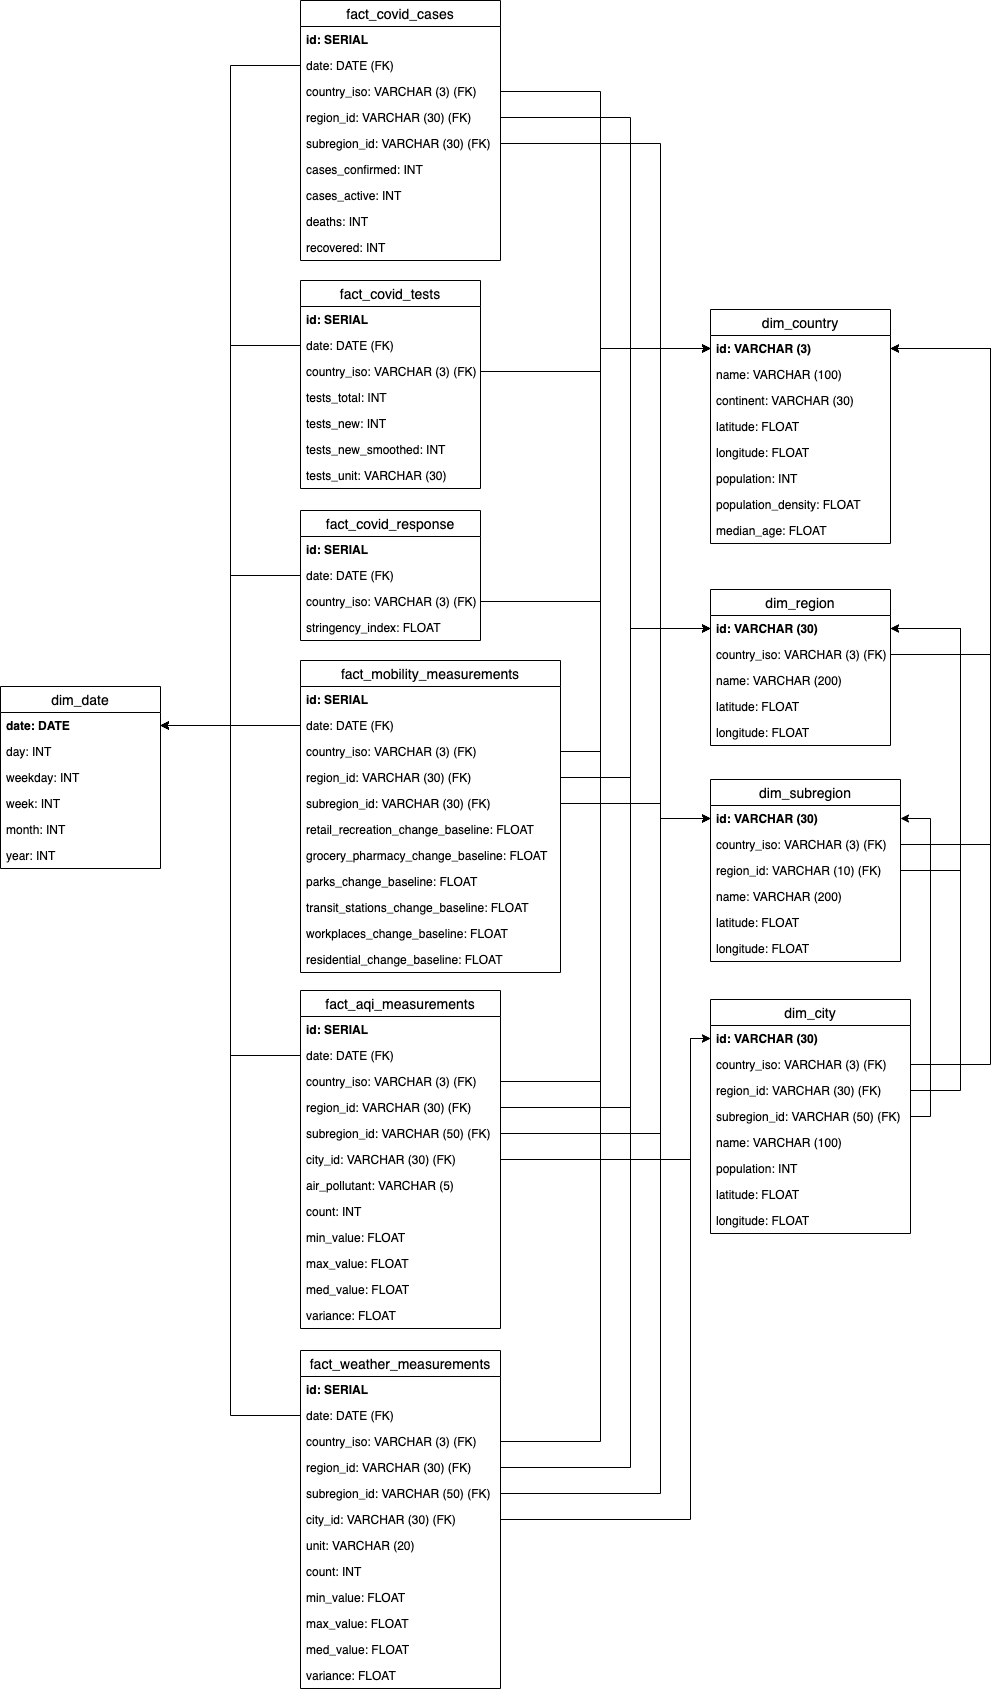 fact_covid_cases
id: SERIAL
date: DATE (FK)
country_iso: VARCHAR (3) (FK)
region_id: VARCHAR (30) (FK)
subregion_id: VARCHAR (30) (FK)
cases_confirmed: INT
cases_active: INT
deaths: INT
recovered: INT
fact_covid_tests
id: SERIAL
date: DATE (FK)
country_iso: VARCHAR (3) (FK)
tests_total: INT
tests_new: INT
tests_new_smoothed: INT
tests_unit: VARCHAR (30)
fact_covid_response
id: SERIAL
date: DATE (FK)
country_iso: VARCHAR (3) (FK)
stringency_index: FLOAT
fact_mobility_measurements
id: SERIAL
date: DATE (FK)
country_iso: VARCHAR (3) (FK)
region_id: VARCHAR (30) (FK)
subregion_id: VARCHAR (30) (FK)
retail_recreation_change_baseline: FLOAT
grocery_pharmacy_change_baseline: FLOAT
parks_change_baseline: FLOAT
transit_stations_change_baseline: FLOAT
workplaces_change_baseline: FLOAT
residential_change_baseline: FLOAT
fact_aqi_measurements
id: SERIAL
date: DATE (FK)
country_iso: VARCHAR (3) (FK)
region_id: VARCHAR (30) (FK)
subregion_id: VARCHAR (50) (FK)
city_id: VARCHAR (30) (FK)
air_pollutant: VARCHAR (5)
count: INT
min_value: FLOAT
max_value: FLOAT
med_value: FLOAT
variance: FLOAT
fact_weather_measurements
id: SERIAL
date: DATE (FK)
country_iso: VARCHAR (3) (FK)
region_id: VARCHAR (30) (FK)
subregion_id: VARCHAR (50) (FK)
city_id: VARCHAR (30) (FK)
unit: VARCHAR (20)
count: INT
min_value: FLOAT
max_value: FLOAT
med_value: FLOAT
variance: FLOAT
dim_date
date: DATE
day: INT
weekday: INT
week: INT
month: INT
year: INT
dim_country
id: VARCHAR (3)
name: VARCHAR (100)
continent: VARCHAR (30)
latitude: FLOAT
longitude: FLOAT
population: INT
population_density: FLOAT
median_age: FLOAT
dim_region
id: VARCHAR (30)
country_iso: VARCHAR (3) (FK)
name: VARCHAR (200)
latitude: FLOAT
longitude: FLOAT
dim_subregion
id: VARCHAR (30)
country_iso: VARCHAR (3) (FK)
region_id: VARCHAR (10) (FK)
name: VARCHAR (200)
latitude: FLOAT
longitude: FLOAT
dim_city
id: VARCHAR (30)
country_iso: VARCHAR (3) (FK)
region_id: VARCHAR (30) (FK)
subregion_id: VARCHAR (50) (FK)
name: VARCHAR (100)
population: INT
latitude: FLOAT
longitude: FLOAT